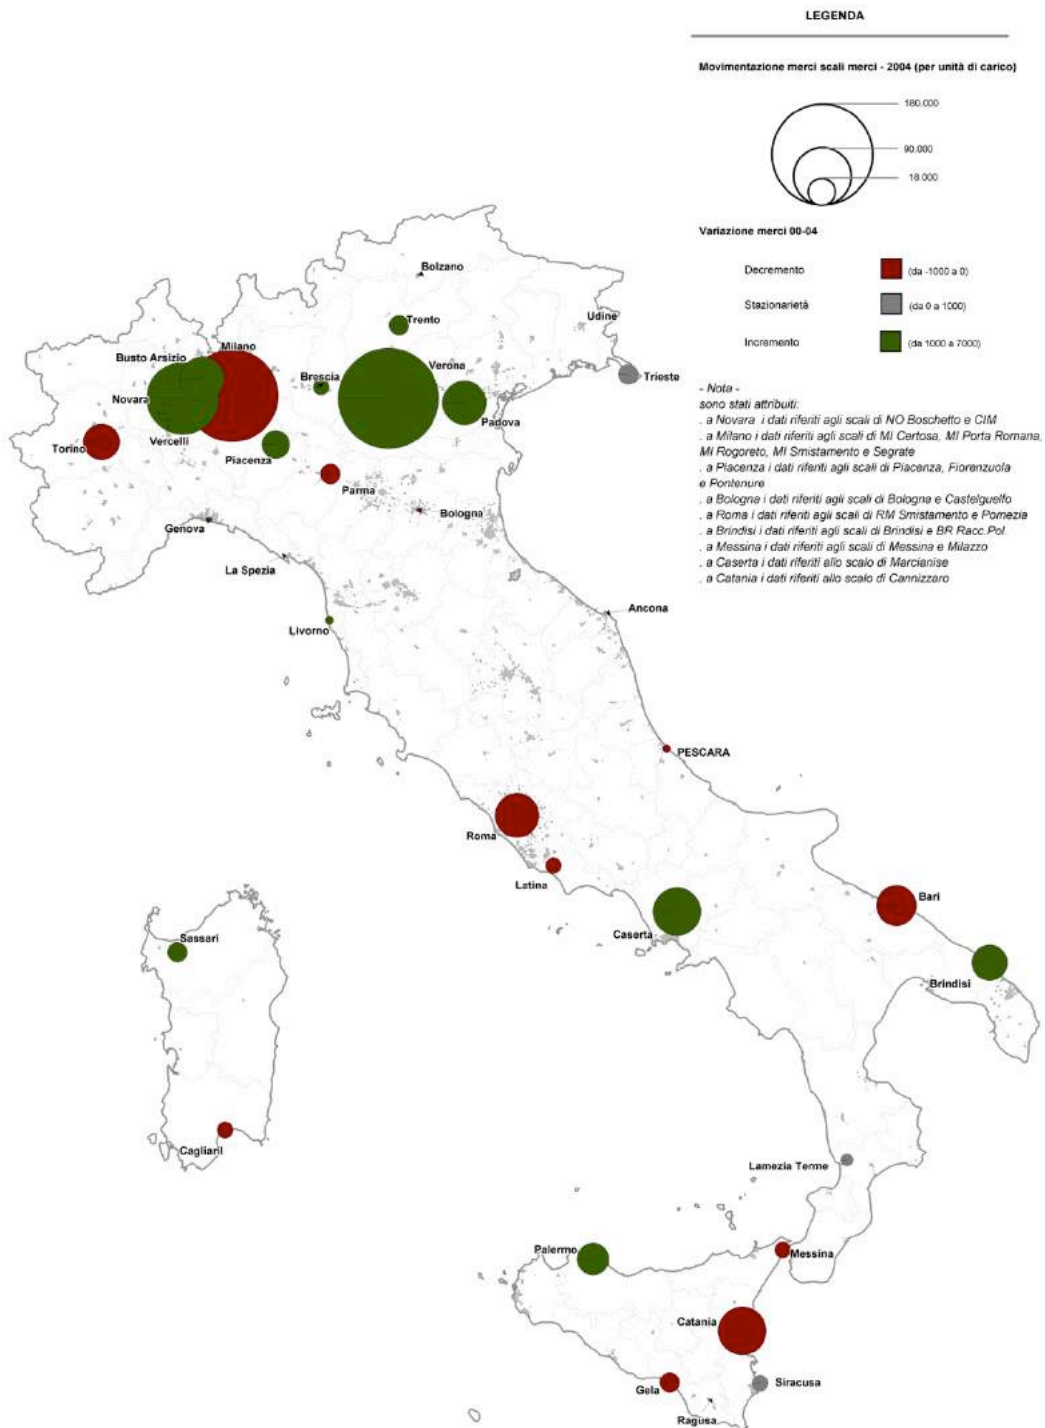 LEGENDA
Movimentazione merci scali merci - 2004 (per unità di carico)
180.000
90.000
18.000
Variazione merci 00-04
Decremento (da -1000 a 0)
Stazionarietà (da 0 a 1000)
Incremento (da 1000 a 7000)
- Nota -
sono stati attribuiti:
. a Novara i dati riferiti agli scali di NO Boschetto e CIM
. a Milano i dati riferiti agli scali di MI Certosa, MI Porta Romana,
MI Rogoreto, MI Smistamento e Segrate
. a Piacenza i dati riferiti agli scali di Piacenza, Fiorenzuola
e Pontenure
. a Bologna i dati riferiti agli scali di Bologna e Castelguelfo
. a Roma i dati riferiti agli scali di RM Smistamento e Pomezia
. a Brindisi i dati riferiti agli scali di Brindisi e BR Racc.Pol.
. a Messina i dati riferiti agli scali di Messina e Milazzo
. a Caserta i dati riferiti allo scalo di Marcianise
. a Catania i dati riferiti allo scalo di Cannizzaro
Bolzano
Trento
Udine
Milano
Busto Arsizio
Verona
Brescia
Trieste
Novara
Padova
Vercelli
Torino
Piacenza
Parma
Bologna
Genova
La Spezia
Ancona
Livorno
PESCARA
Roma
Latina
Bari
Caserta
Sassari
Brindisi
Cagliaril
Lamezia Terme
Palermo
Messina
Catania
Gela
Siracusa
Ragusa